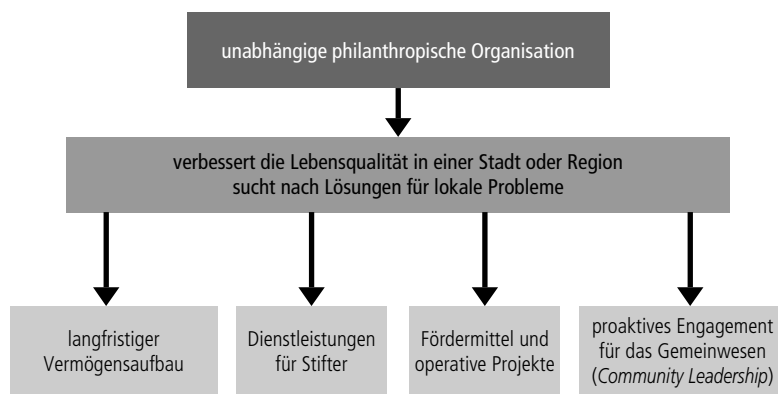 unabhängige philanthropische Organisation
verbessert die Lebensqualität in einer Stadt oder Region
sucht nach Lösungen für lokale Probleme
langfristiger
Vermögensaufbau
Dienstleistungen
für Stifter
Fördermittel und
operative Projekte
proaktives Engagement
für das Gemeinwesen
(Community Leadership)